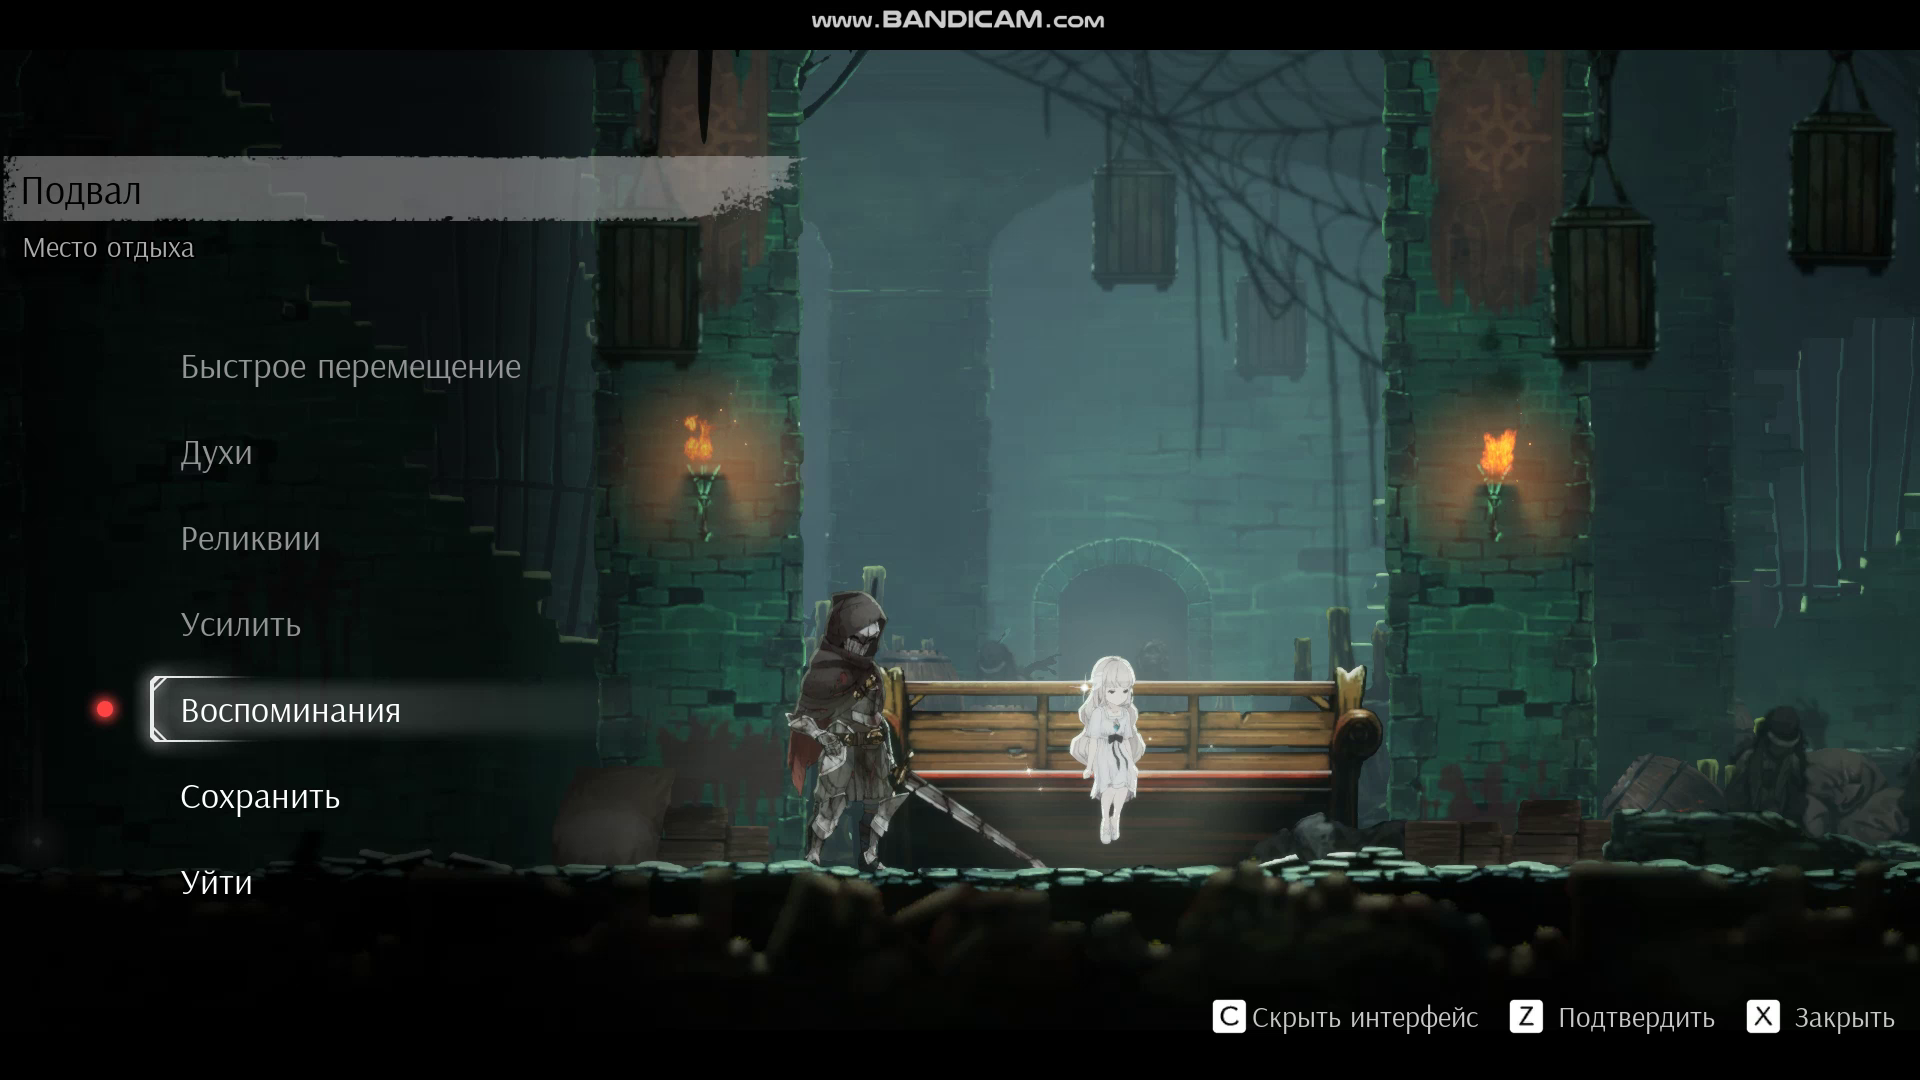 www.BANDICAM.com
Подвал
Место отдыха
Быстрое перемещение
Духи
Реликвии
Усилить
Воспоминания
Сохранить
Уйти
C Скрыть интерфейс Z Подтвердить X Закрыть